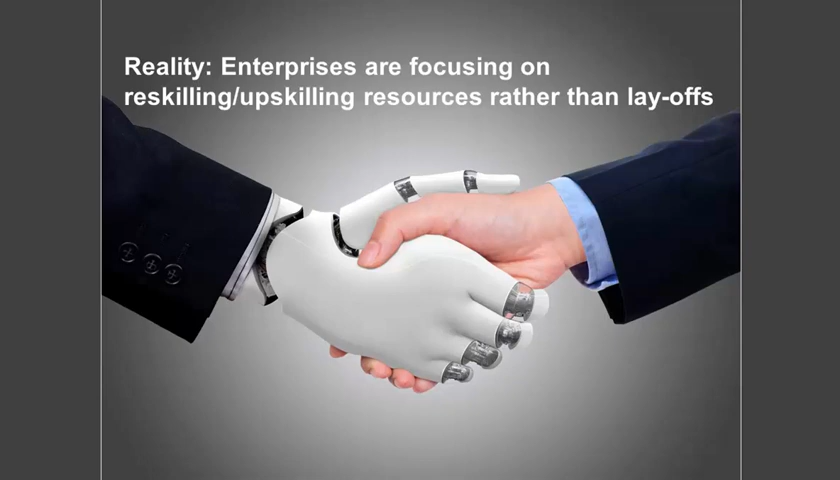 Reality: Enterprises are focusing on
reskilling/upskilling resources rather than lay-offs